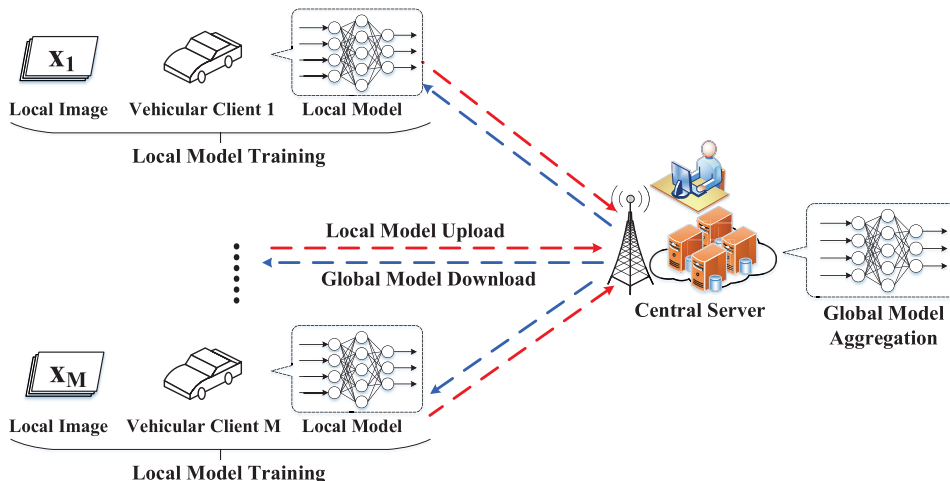 x1
Local Image
Vehicular Client 1
Local Model
Local Model Training
Local Model Upload
Global Model Download
Central Server
Global Model
Aggregation
xM
Local Image
Vehicular Client M
Local Model
Local Model Training